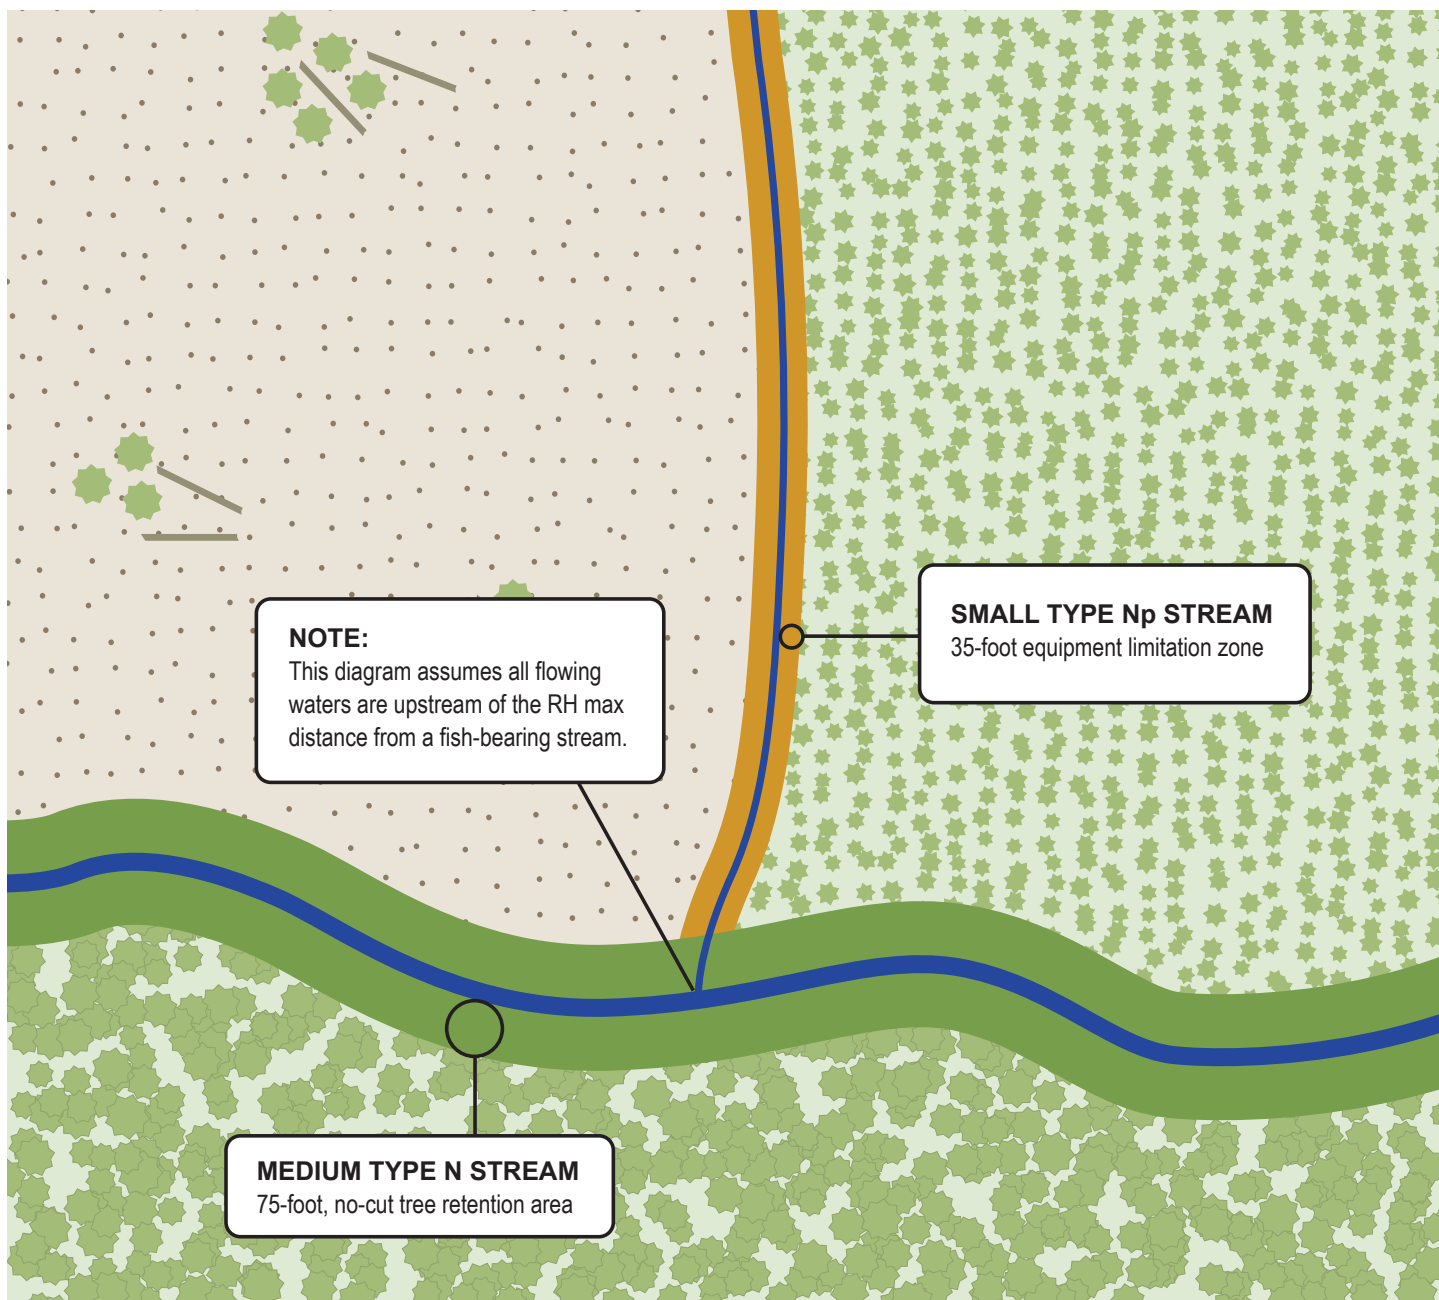 SMALL TYPE Np STREAM
35-foot equipment limitation zone
NOTE:
This diagram assumes all flowing
waters are upstream of the RH max
distance from a fish-bearing stream.
MEDIUM TYPE N STREAM
75-foot, no-cut tree retention area